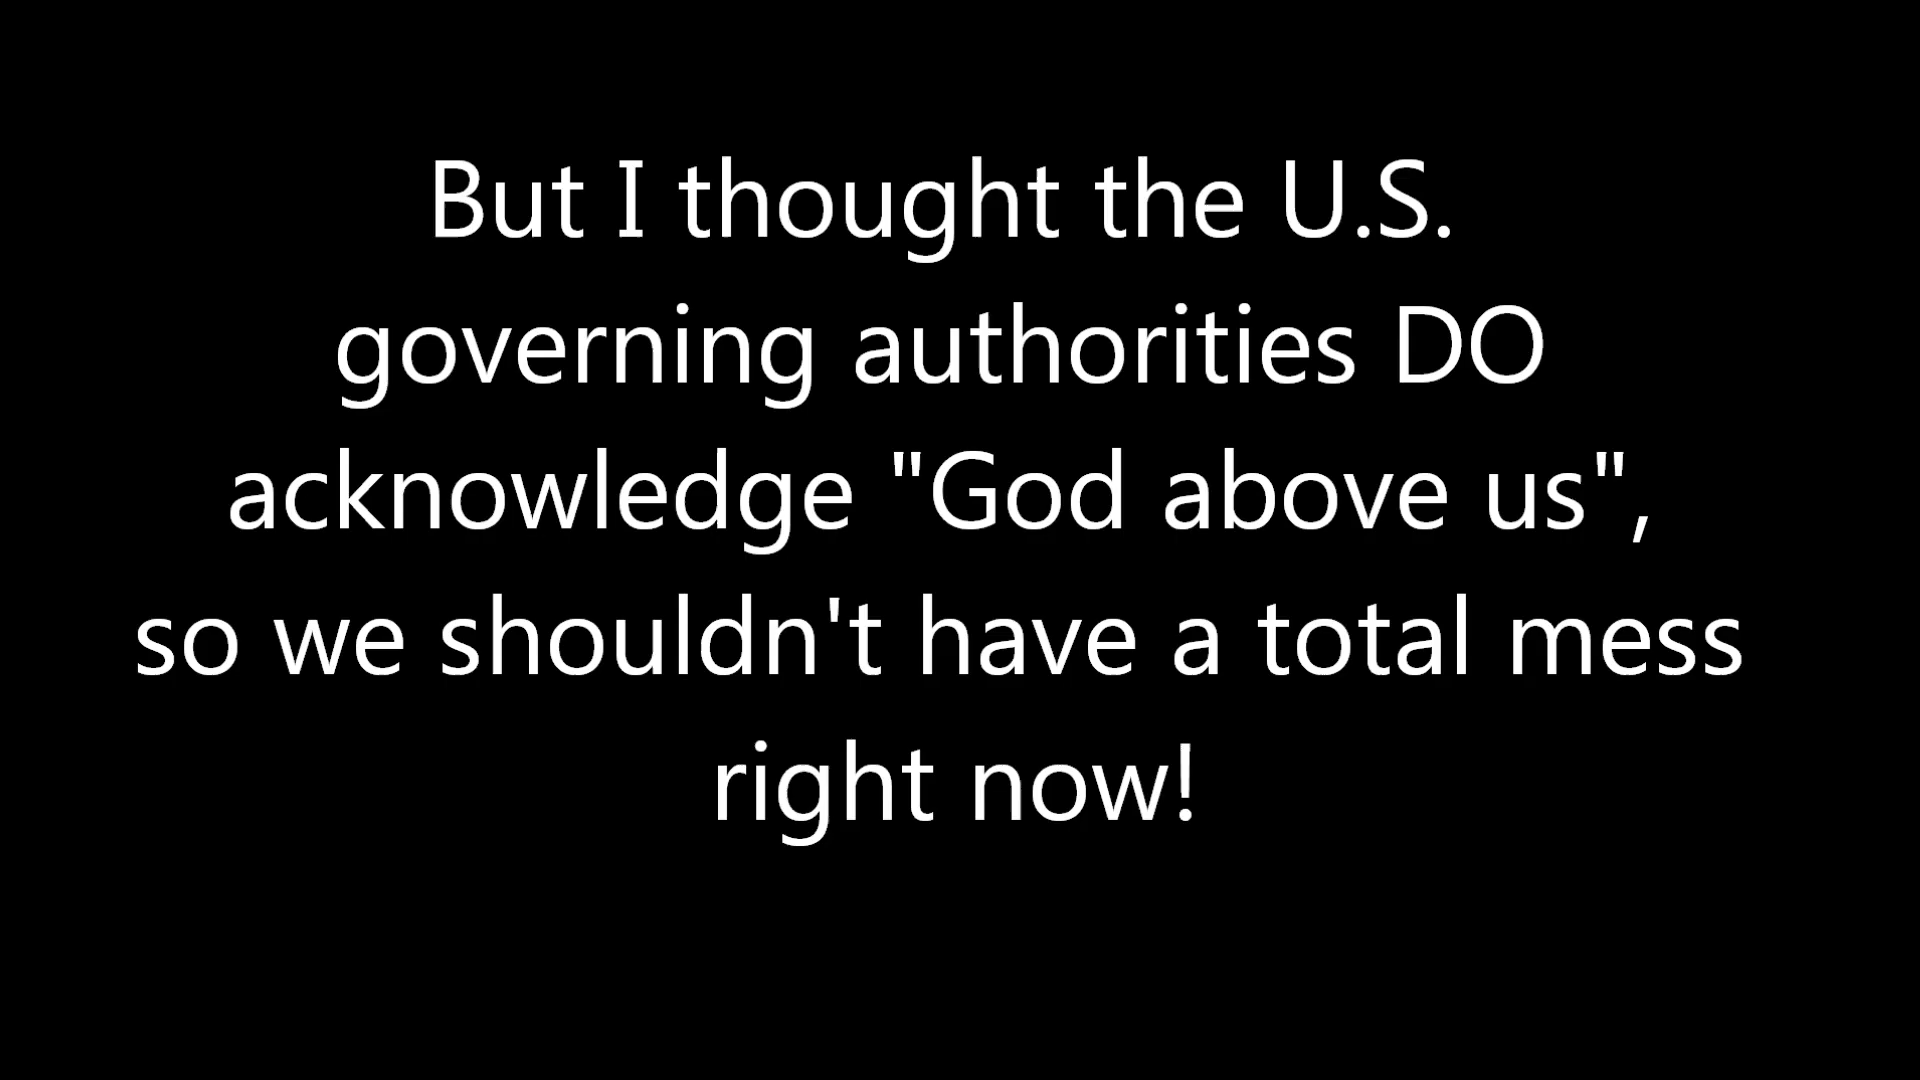 But I thought the U.S.
governing authorities DO
acknowledge "God above us",
so we shouldn't have a total mess
right now!